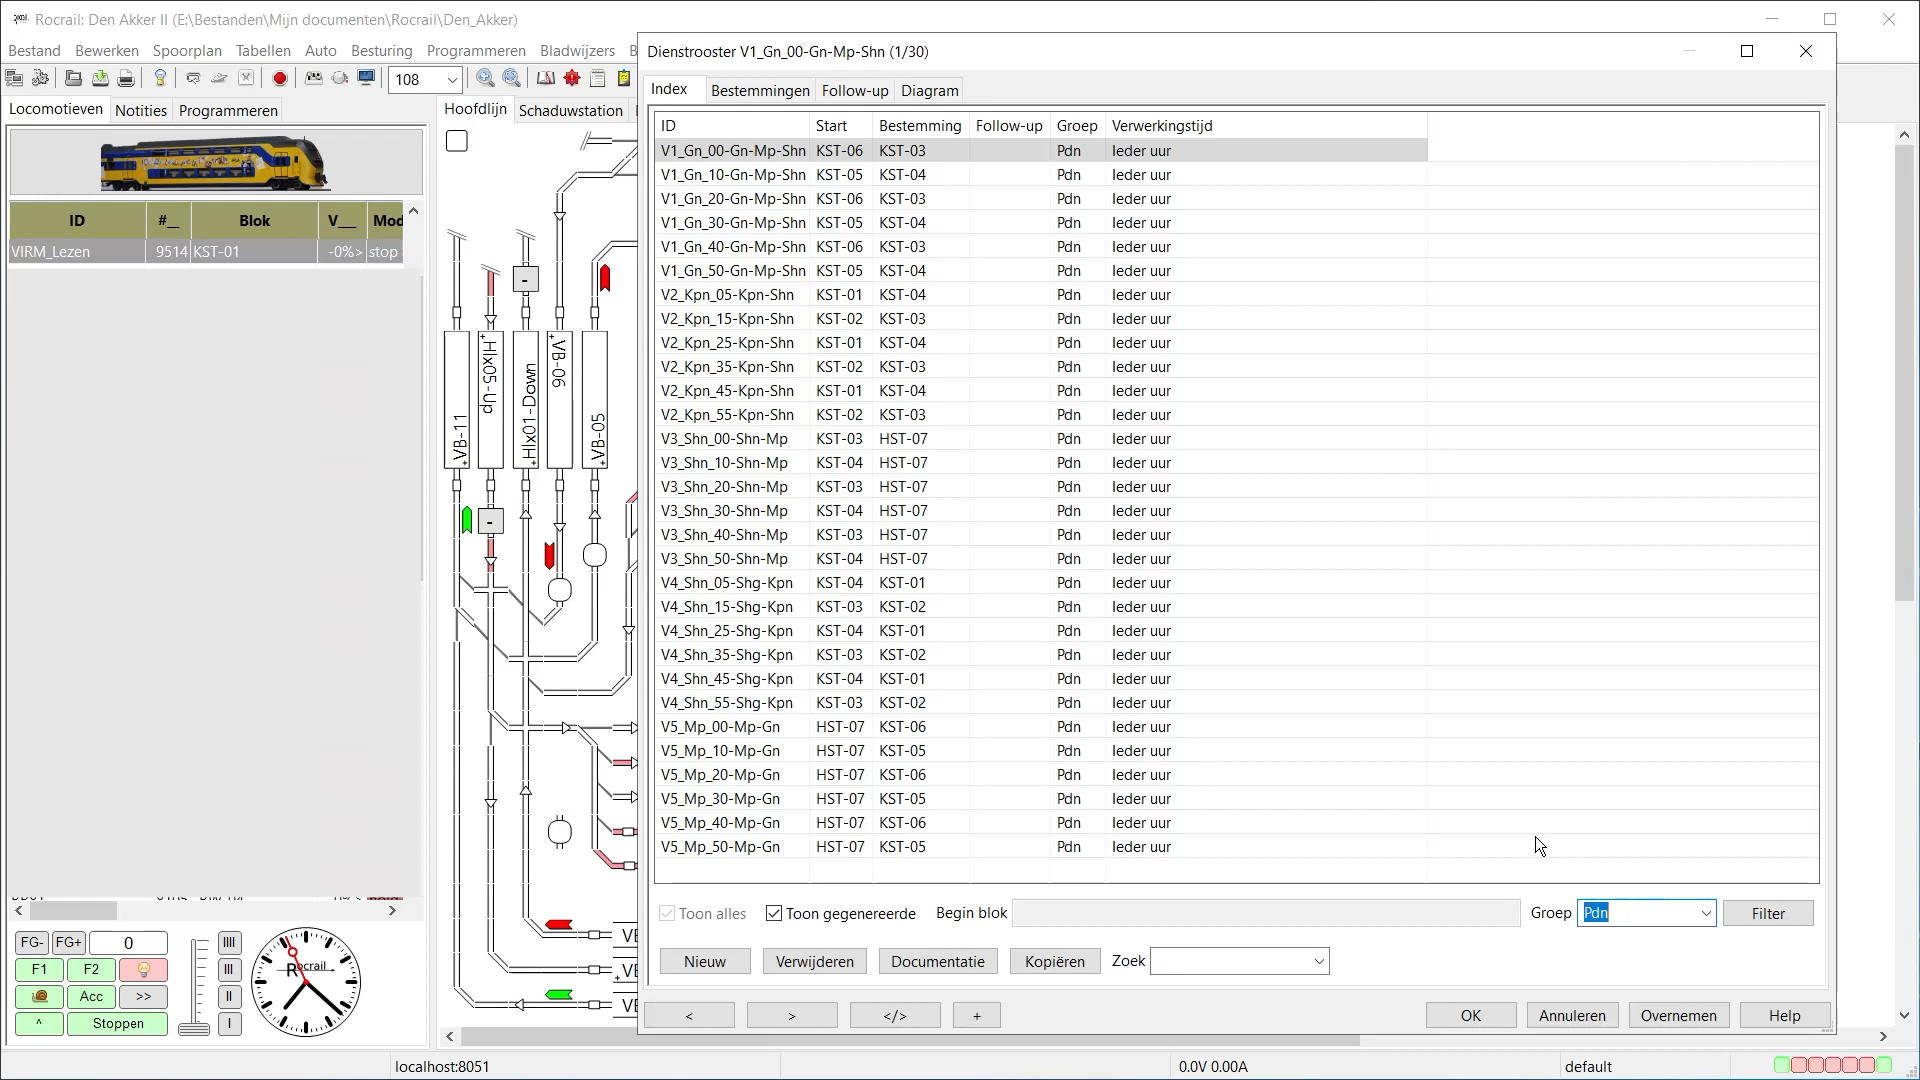 Rocrail: Den Akker II (E:\Bestanden\Mijn documenten\Rocrail\Den_Akker)
Bestand Bewerken Spoorplan Tabellen Auto Besturing Programmeren Bladwijzers
108
Locomotieven Notities Programmeren
Hoofdlijn Schaduwstation
ID #__ Blok V___ Mod
VIRM_Lezen 9514 KST-01 -0%> stop
VB-11
Hlx05-Up
Hlx01-Down
VB-06
VB-05
Dienstrooster V1_Gn_00-Gn-Mp-Shn (1/30)
Index Bestemmingen Follow-up Diagram
ID Start Bestemming Follow-up Groep Verwerkingstijd
V1_Gn_00-Gn-Mp-Shn KST-06 KST-03 Pdn Ieder uur
V1_Gn_10-Gn-Mp-Shn KST-05 KST-04 Pdn Ieder uur
V1_Gn_20-Gn-Mp-Shn KST-06 KST-03 Pdn Ieder uur
V1_Gn_30-Gn-Mp-Shn KST-05 KST-04 Pdn Ieder uur
V1_Gn_40-Gn-Mp-Shn KST-06 KST-03 Pdn Ieder uur
V1_Gn_50-Gn-Mp-Shn KST-05 KST-04 Pdn Ieder uur
V2_Kpn_05-Kpn-Shn KST-01 KST-04 Pdn Ieder uur
V2_Kpn_15-Kpn-Shn KST-02 KST-03 Pdn Ieder uur
V2_Kpn_25-Kpn-Shn KST-01 KST-04 Pdn Ieder uur
V2_Kpn_35-Kpn-Shn KST-02 KST-03 Pdn Ieder uur
V2_Kpn_45-Kpn-Shn KST-01 KST-04 Pdn Ieder uur
V2_Kpn_55-Kpn-Shn KST-02 KST-03 Pdn Ieder uur
V3_Shn_00-Shn-Mp KST-03 HST-07 Pdn Ieder uur
V3_Shn_10-Shn-Mp KST-04 HST-07 Pdn Ieder uur
V3_Shn_20-Shn-Mp KST-03 HST-07 Pdn Ieder uur
V3_Shn_30-Shn-Mp KST-04 HST-07 Pdn Ieder uur
V3_Shn_40-Shn-Mp KST-03 HST-07 Pdn Ieder uur
V3_Shn_50-Shn-Mp KST-04 HST-07 Pdn Ieder uur
V4_Shn_05-Shg-Kpn KST-04 KST-01 Pdn Ieder uur
V4_Shn_15-Shg-Kpn KST-03 KST-02 Pdn Ieder uur
V4_Shn_25-Shg-Kpn KST-04 KST-01 Pdn Ieder uur
V4_Shn_35-Shg-Kpn KST-03 KST-02 Pdn Ieder uur
V4_Shn_45-Shg-Kpn KST-04 KST-01 Pdn Ieder uur
V4_Shn_55-Shg-Kpn KST-03 KST-02 Pdn Ieder uur
V5_Mp_00-Mp-Gn HST-07 KST-06 Pdn Ieder uur
V5_Mp_10-Mp-Gn HST-07 KST-05 Pdn Ieder uur
V5_Mp_20-Mp-Gn HST-07 KST-06 Pdn Ieder uur
V5_Mp_30-Mp-Gn HST-07 KST-05 Pdn Ieder uur
V5_Mp_40-Mp-Gn HST-07 KST-06 Pdn Ieder uur
V5_Mp_50-Mp-Gn HST-07 KST-05 Pdn Ieder uur
Toon alles Toon gegenereerde Begin blok Groep Pdn Filter
Nieuw Verwijderen Documentatie Kopiëren Zoek
< > </> + OK Annuleren Overnemen Help
FG- FG+ 0 IIII
F1 F2 III
Acc >> II
^ Stoppen I
Rocrail
localhost:8051 0.0V 0.00A default